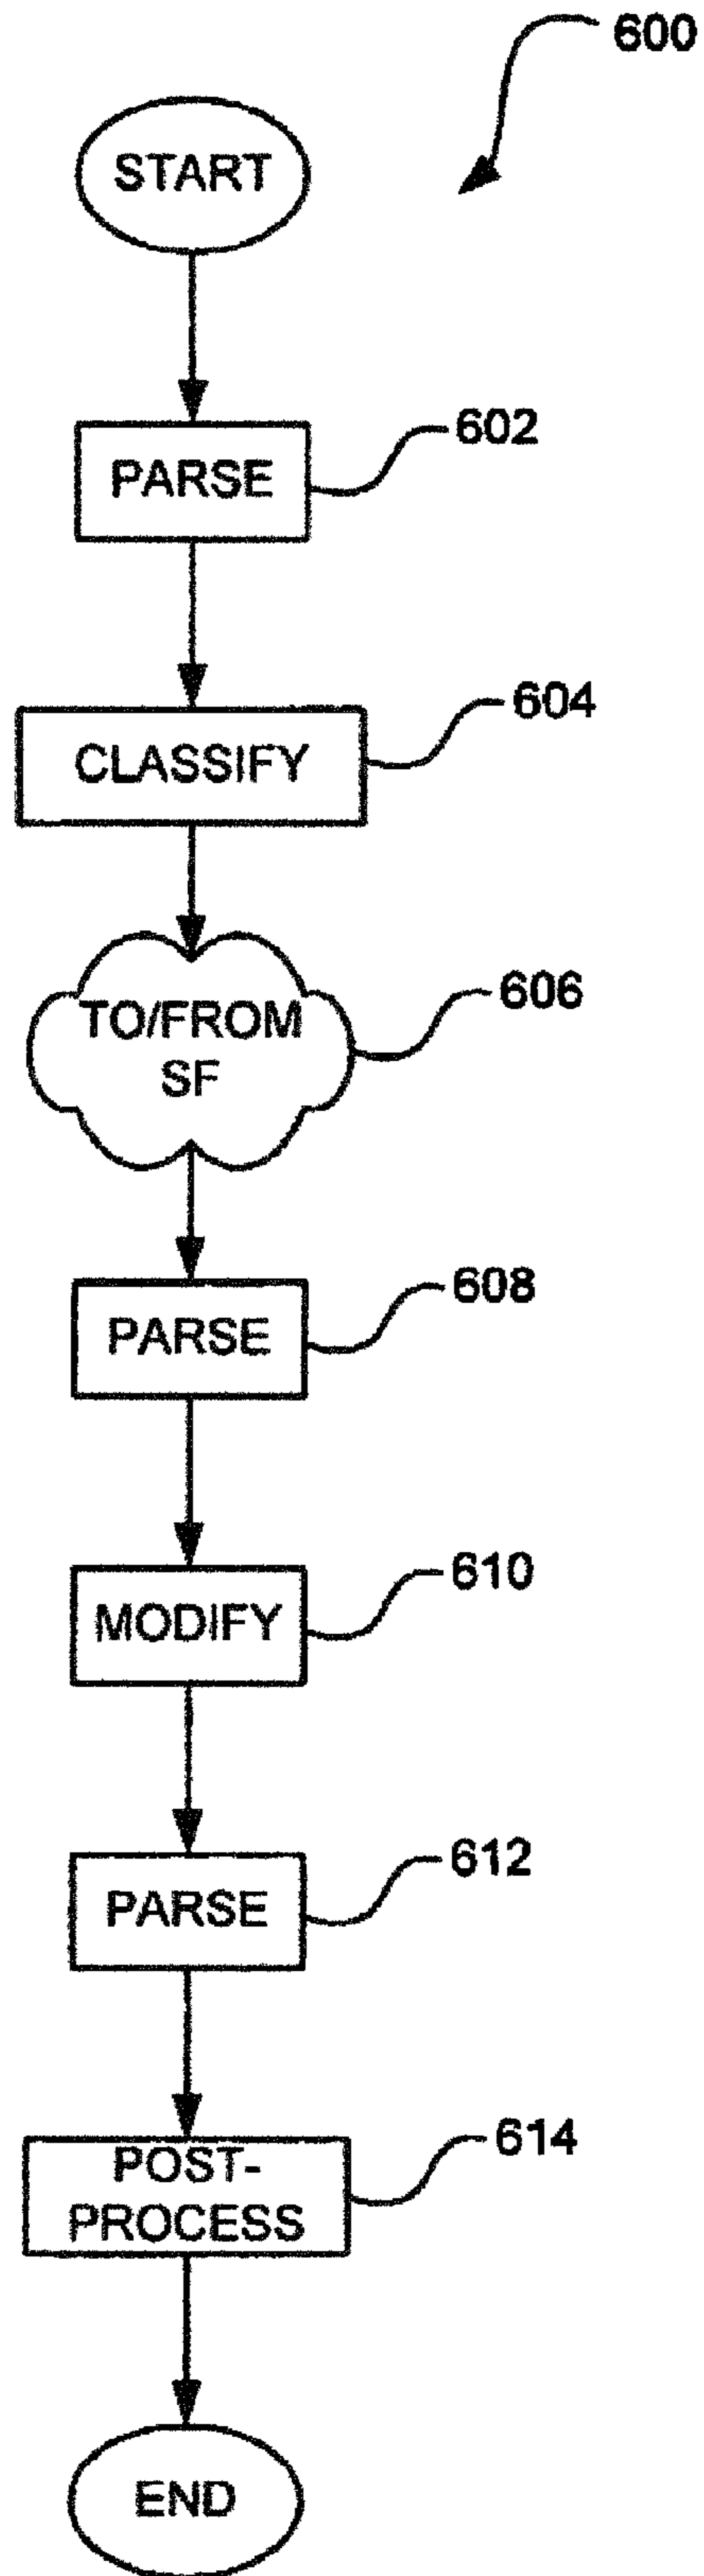 600
START
602
PARSE
604
CLASSIFY
606
TO/FROM
SF
608
PARSE
610
MODIFY
612
PARSE
614
POST-
PROCESS
END